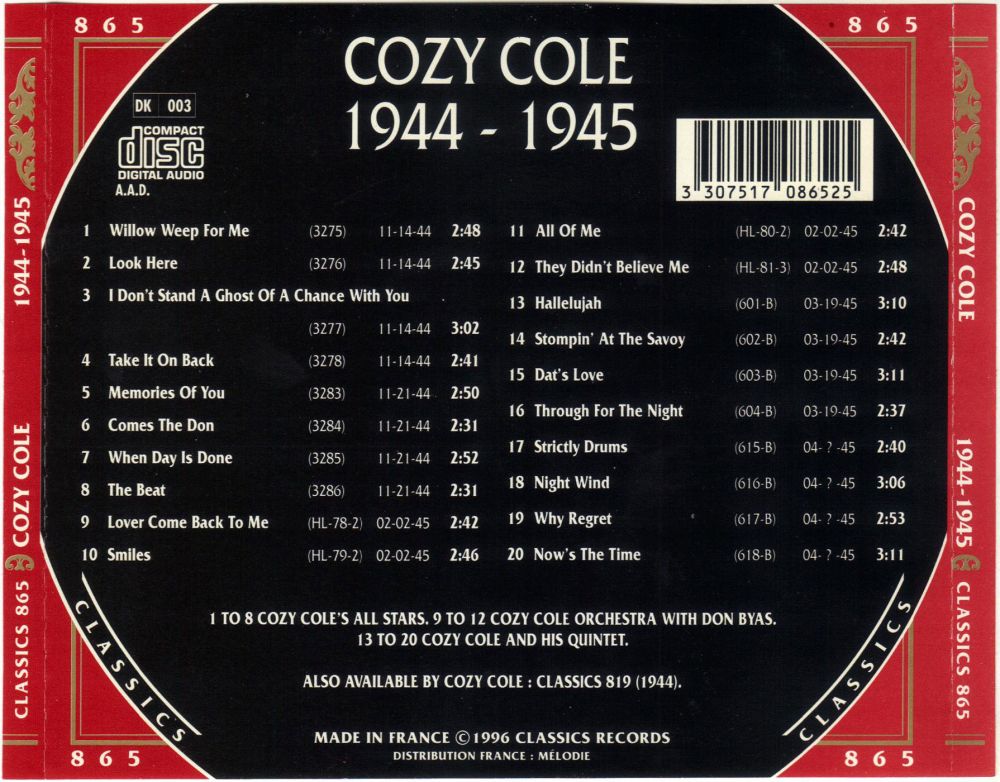 865
865
COZY COLE
1944 - 1945
DK 003
COMPACT
disc
DIGITAL AUDIO
A.A.D.
3 307517 086525
1 Willow Weep For Me (3275) 11-14-44 2:48
2 Look Here (3276) 11-14-44 2:45
3 I Don't Stand A Ghost Of A Chance With You
(3277) 11-14-44 3:02
4 Take It On Back (3278) 11-14-44 2:41
5 Memories Of You (3283) 11-21-44 2:50
6 Comes The Don (3284) 11-21-44 2:31
7 When Day Is Done (3285) 11-21-44 2:52
8 The Beat (3286) 11-21-44 2:31
9 Lover Come Back To Me (HL-78-2) 02-02-45 2:42
10 Smiles (HL-79-2) 02-02-45 2:46
11 All Of Me (HL-80-2) 02-02-45 2:42
12 They Didn't Believe Me (HL-81-3) 02-02-45 2:48
13 Hallelujah (601-B) 03-19-45 3:10
14 Stompin' At The Savoy (602-B) 03-19-45 2:42
15 Dat's Love (603-B) 03-19-45 3:11
16 Through For The Night (604-B) 03-19-45 2:37
17 Strictly Drums (615-B) 04- ? -45 2:40
18 Night Wind (616-B) 04- ? -45 3:06
19 Why Regret (617-B) 04- ? -45 2:53
20 Now's The Time (618-B) 04- ? -45 3:11
1 TO 8 COZY COLE'S ALL STARS. 9 TO 12 COZY COLE ORCHESTRA WITH DON BYAS.
13 TO 20 COZY COLE AND HIS QUINTET.
ALSO AVAILABLE BY COZY COLE : CLASSICS 819 (1944).
MADE IN FRANCE © 1996 CLASSICS RECORDS
DISTRIBUTION FRANCE : MÉLODIE
CLASSICS
CLASSICS
865
865
CLASSICS 865 COZY COLE 1944-1945
COZY COLE 1944-1945 CLASSICS 865